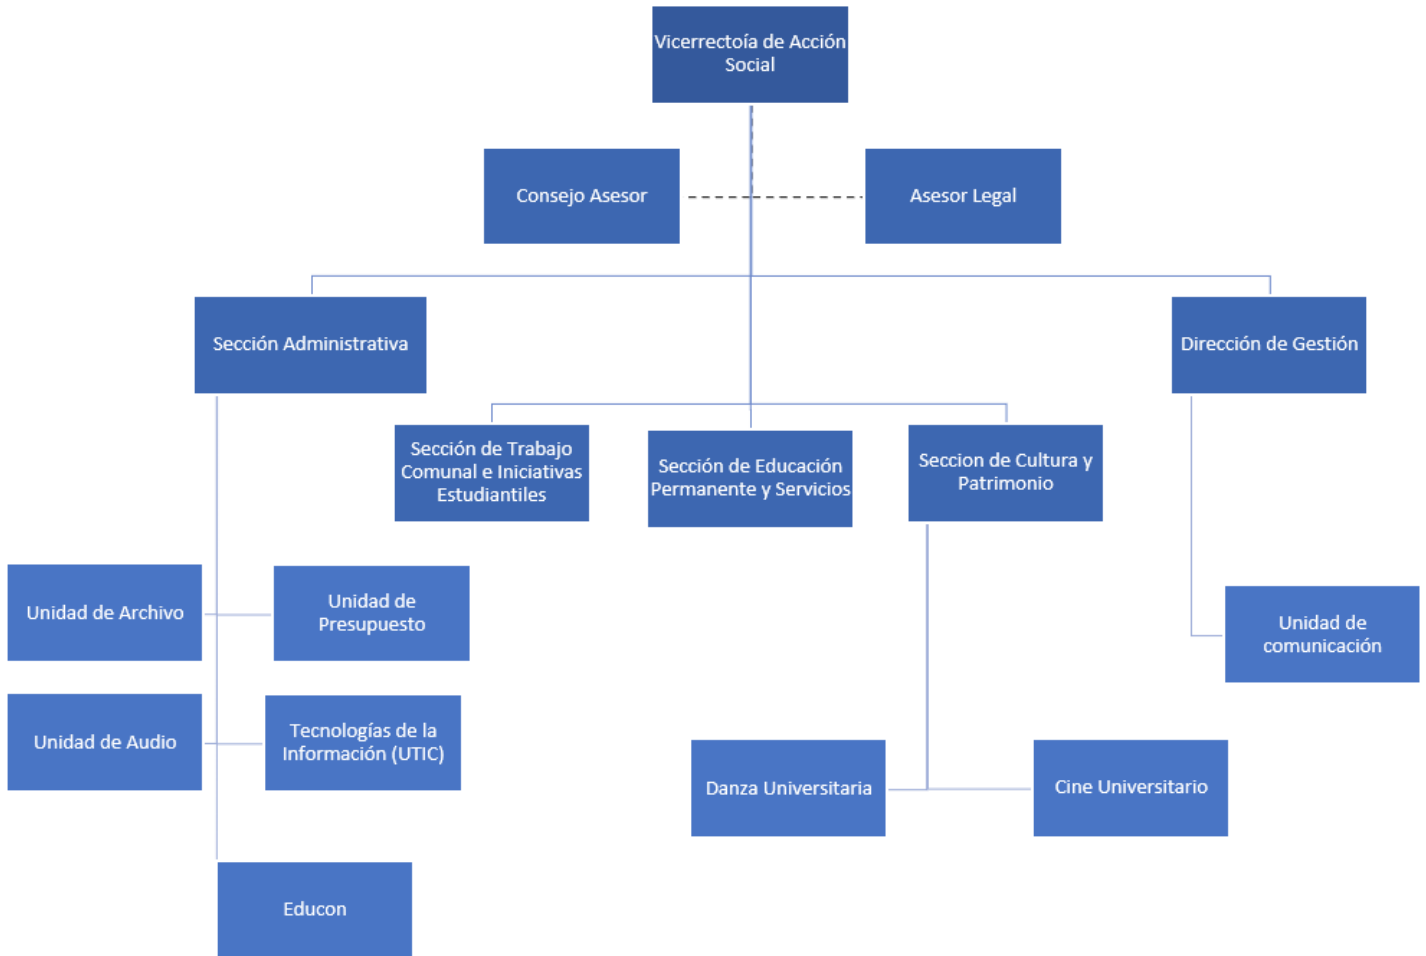 Vicerrectoía de Acción
Social
Consejo Asesor
Asesor Legal
Sección Administrativa
Dirección de Gestión
Sección de Trabajo
Comunal e Iniciativas
Estudiantiles
Sección de Educación
Permanente y Servicios
Seccion de Cultura y
Patrimonio
Unidad de Archivo
Unidad de
Presupuesto
Unidad de
comunicación
Unidad de Audio
Tecnologías de la
Información (UTIC)
Danza Universitaria
Cine Universitario
Educon